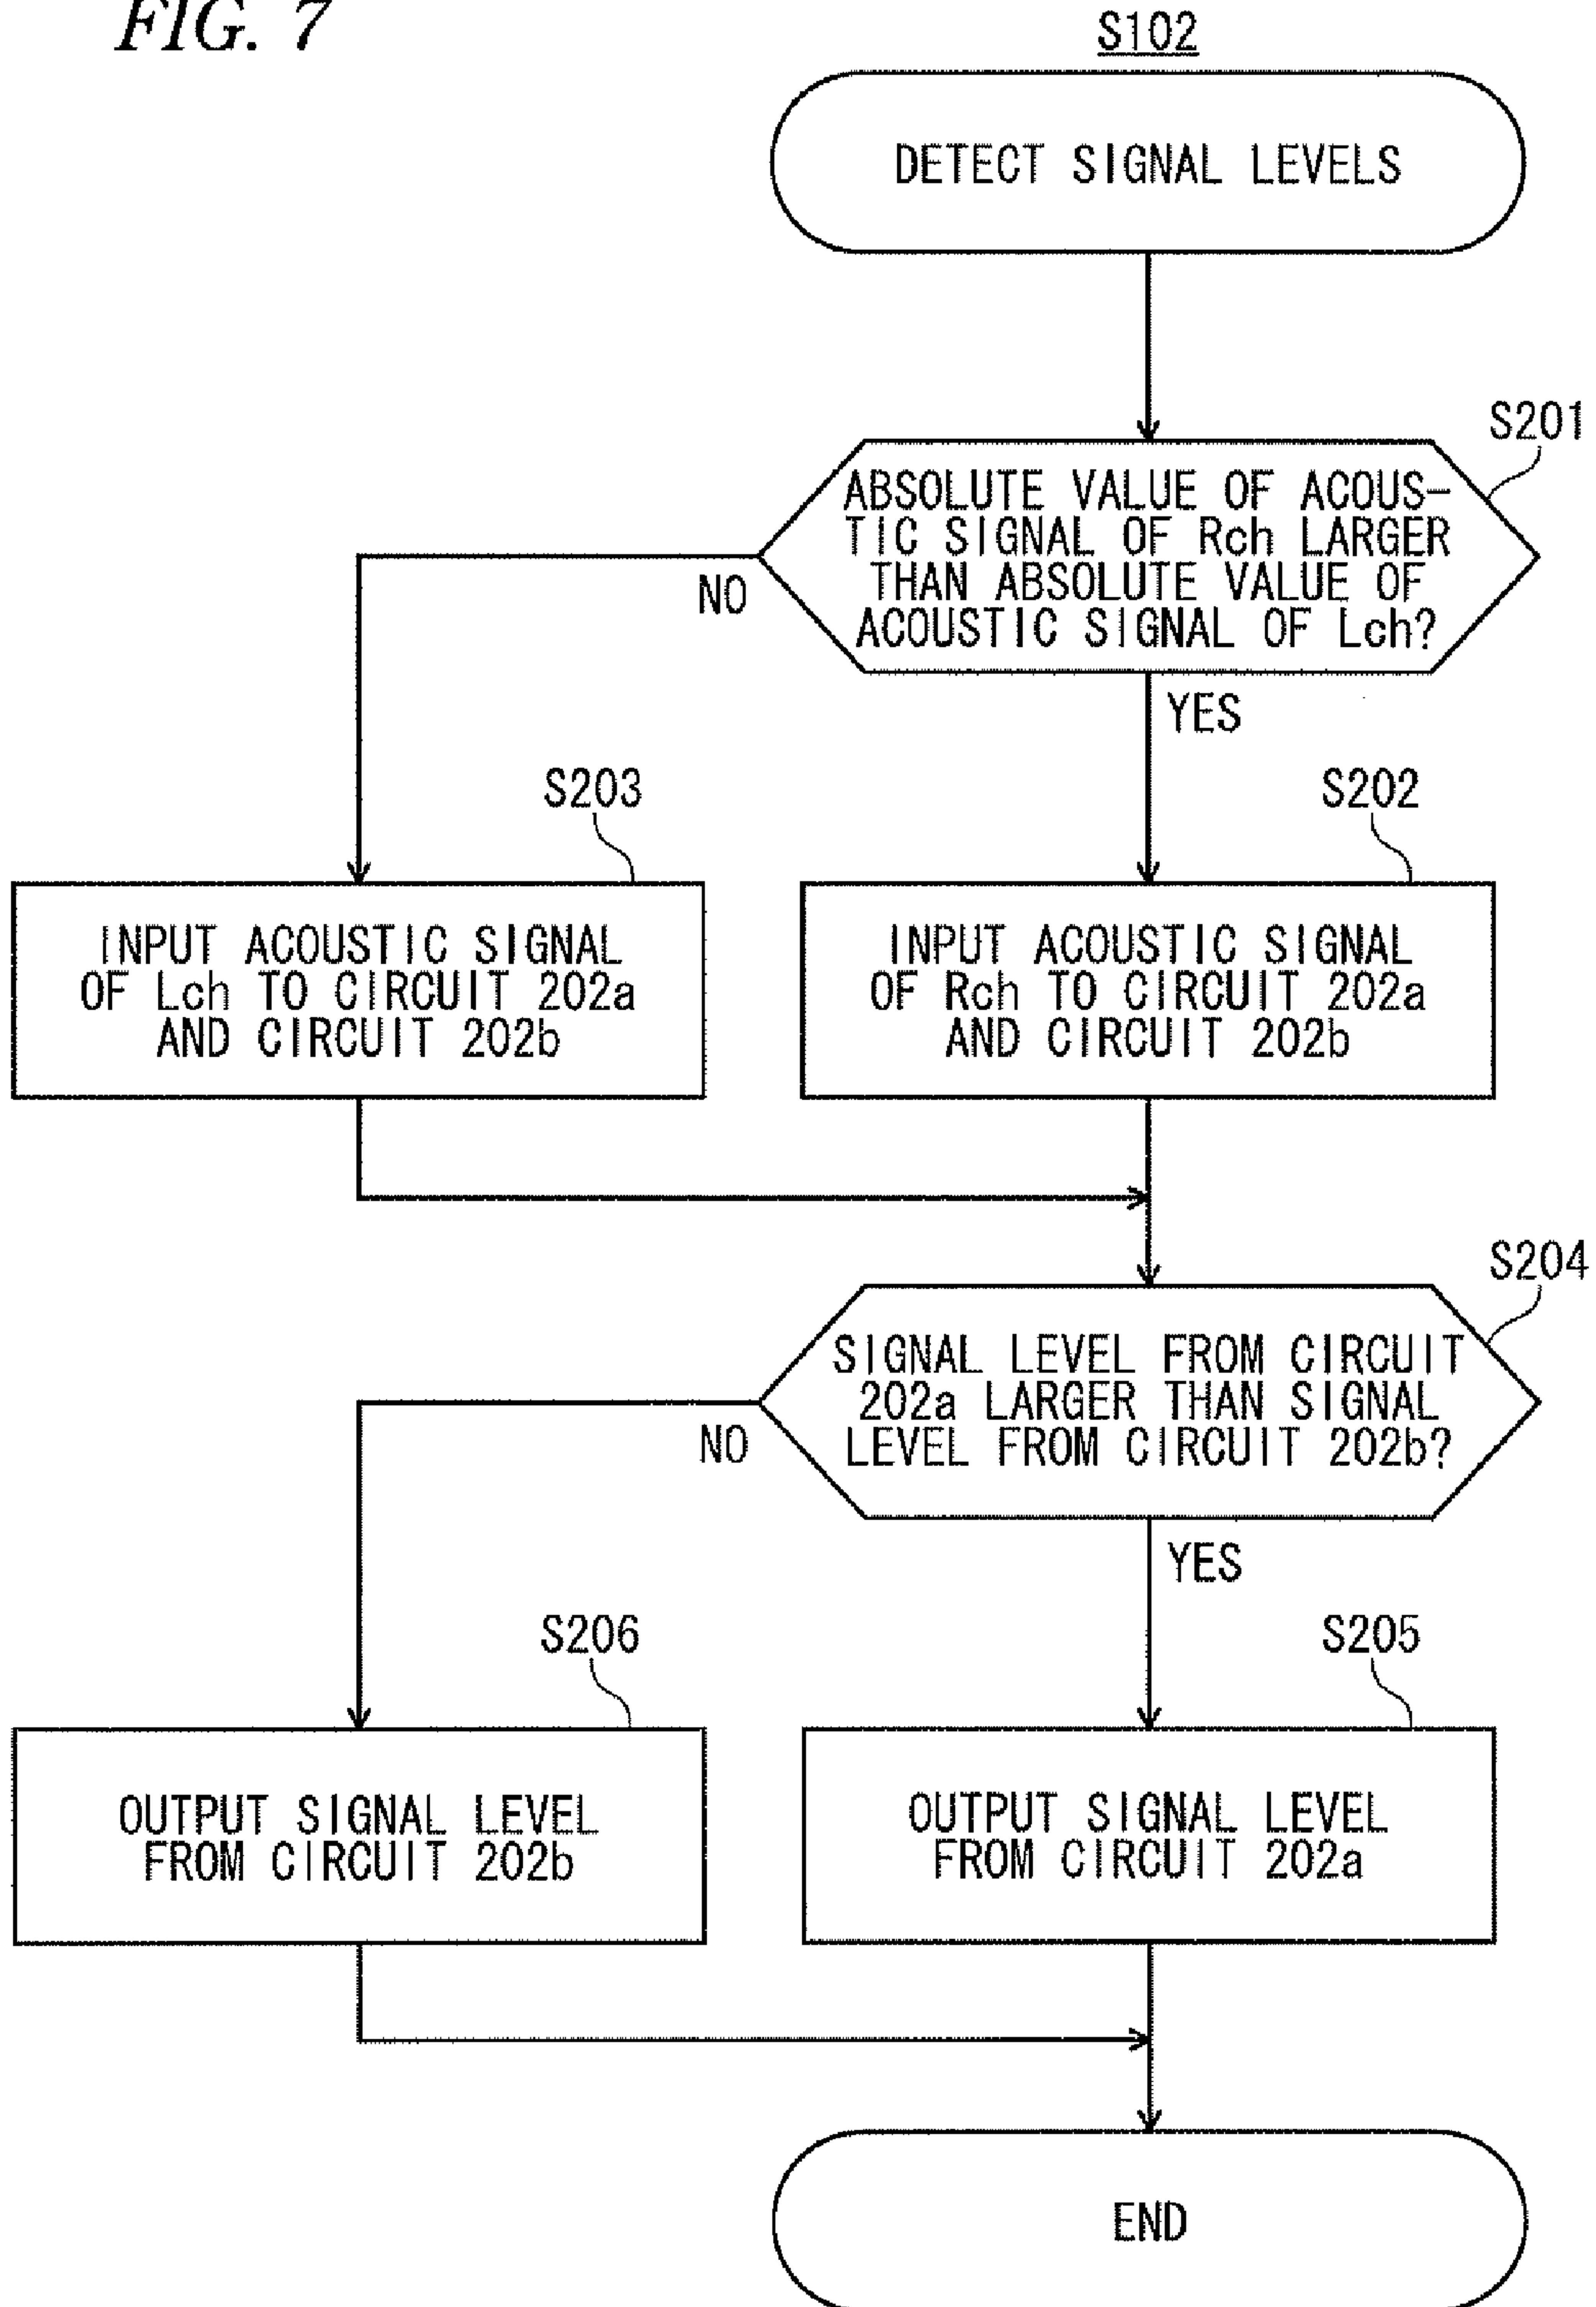 FIG. 7
S102
DETECT SIGNAL LEVELS
S201
ABSOLUTE VALUE OF ACOUS-
TIC SIGNAL OF Rch LARGER
THAN ABSOLUTE VALUE OF
ACOUSTIC SIGNAL OF Lch?
NO
YES
S203
S202
INPUT ACOUSTIC SIGNAL
OF Lch TO CIRCUIT 202a
AND CIRCUIT 202b
INPUT ACOUSTIC SIGNAL
OF Rch TO CIRCUIT 202a
AND CIRCUIT 202b
S204
SIGNAL LEVEL FROM CIRCUIT
202a LARGER THAN SIGNAL
LEVEL FROM CIRCUIT 202b?
NO
YES
S206
S205
OUTPUT SIGNAL LEVEL
FROM CIRCUIT 202b
OUTPUT SIGNAL LEVEL
FROM CIRCUIT 202a
END